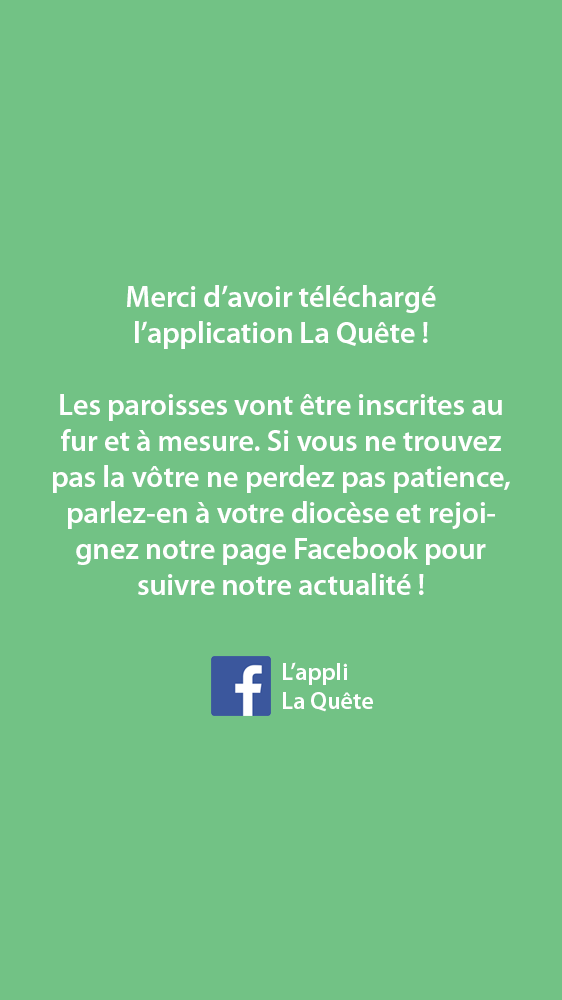 Merci d’avoir téléchargé
l’application La Quête !
Les paroisses vont être inscrites au
fur et à mesure. Si vous ne trouvez
pas la vôtre ne perdez pas patience,
parlez-en à votre diocèse et rejoi-
gnez notre page Facebook pour
suivre notre actualité !
L’appli
La Quête